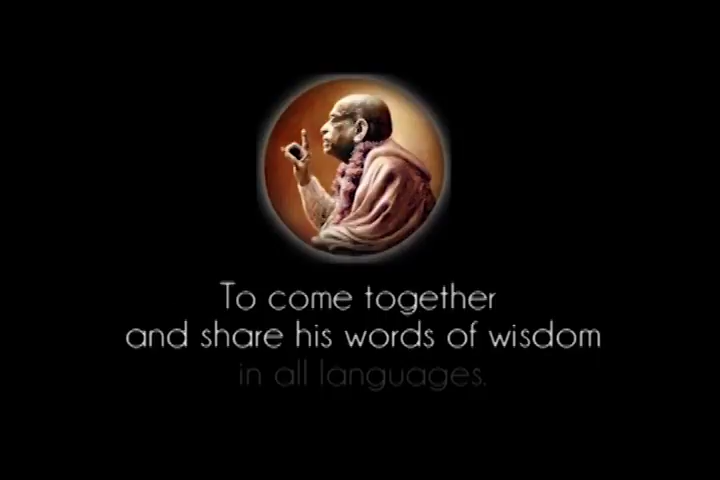 To come together
and share his words of wisdom
in all languages.